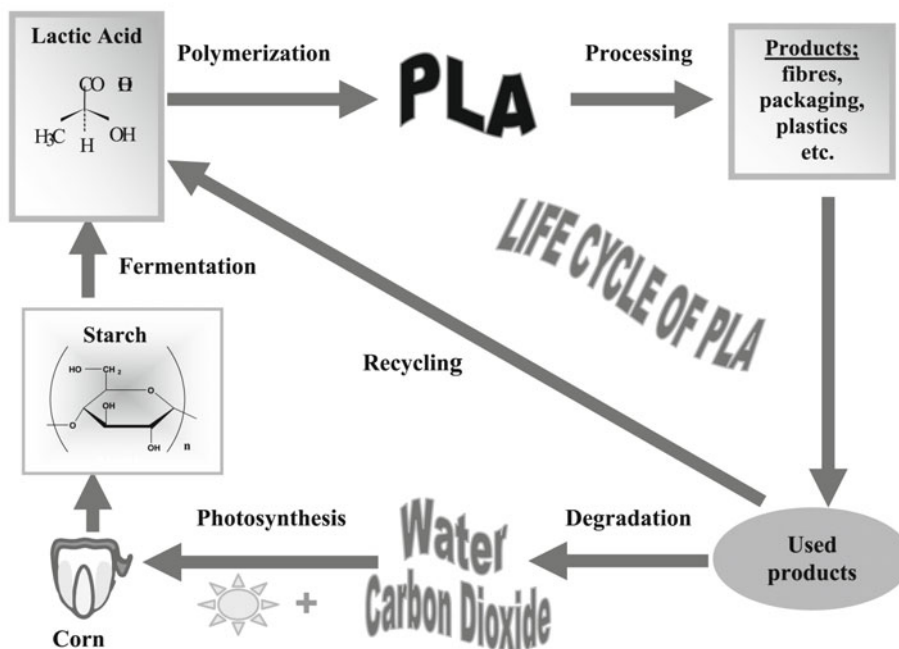 Lactic Acid
CO
H
H₃C
OH
H
Polymerization
PLA
Processing
Products;
fibres,
packaging,
plastics
etc.
LIFE CYCLE OF PLA
Fermentation
Starch
HO
CH₂
O
OH
O
OH
n
Recycling
Corn
Photosynthesis
+
Water
Carbon Dioxide
Degradation
Used
products